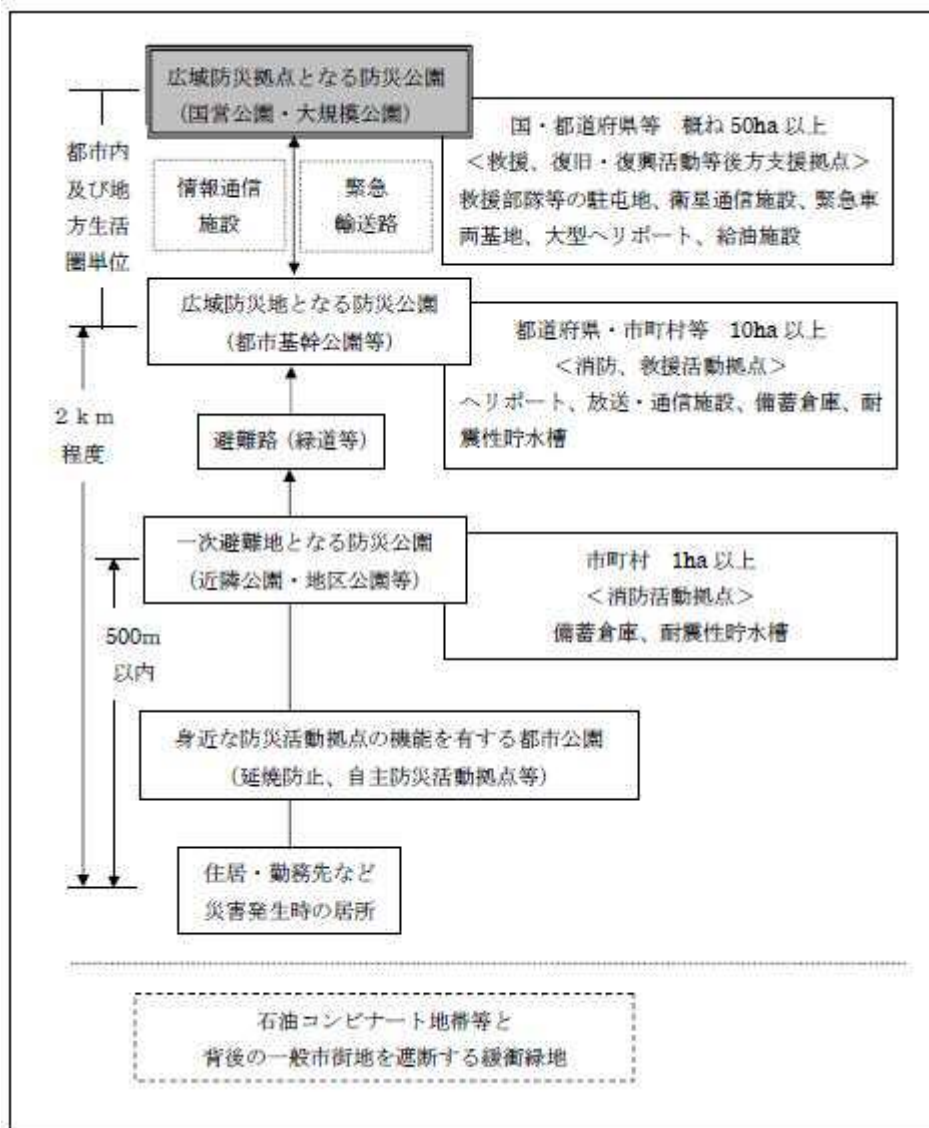 広域防災拠点となる防災公園
(国営公園・大規模公園)
都市内
及び地
方生活
圏単位
情報通信
施設
緊急
輸送路
国・都道府県等 概ね50ha以上
<救援、復旧・復興活動等後方支援拠点>
救援部隊等の駐屯地、衛星通信施設、緊急車
両基地、大型ヘリポート、給油施設
広域防災地となる防災公園
(都市基幹公園等)
都道府県・市町村等 10ha以上
<消防、救援活動拠点>
ヘリポート、放送・通信施設、備蓄倉庫、耐
震性貯水槽
2km
程度
避難路(緑道等)
一次避難地となる防災公園
(近隣公園・地区公園等)
市町村 1ha以上
<消防活動拠点>
備蓄倉庫、耐震性貯水槽
500m
以内
身近な防災活動拠点の機能を有する都市公園
(延焼防止、自主防災活動拠点等)
住居・勤務先など
災害発生時の居所
石油コンビナート地帯等と
背後の一般市街地を遮断する緩衝緑地